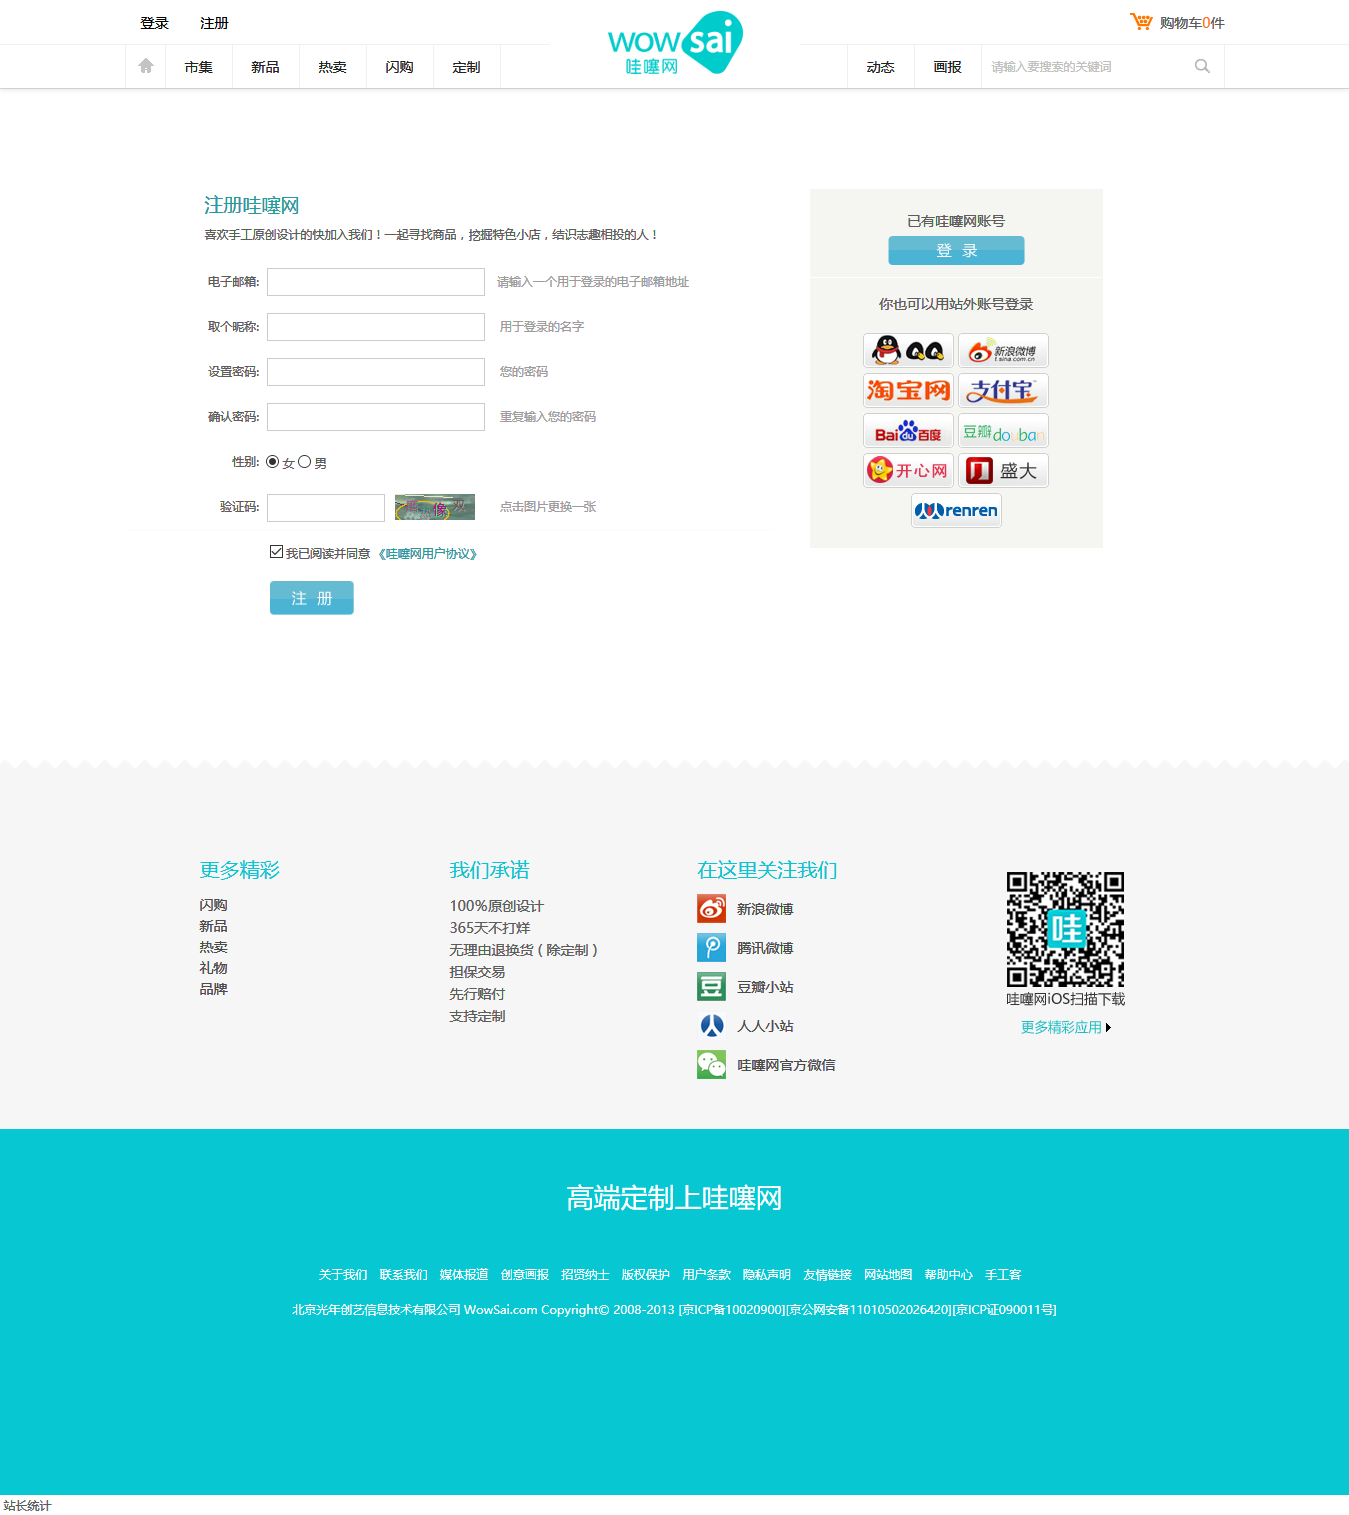 登录 注册
购物车0件
wowsai
哇噻网
市集 新品 热卖 闪购 定制
动态 画报 请输入要搜索的关键词
注册哇噻网
喜欢手工原创设计的快加入我们！一起寻找商品，挖掘特色小店，结识志趣相投的人！
电子邮箱: 请输入一个用于登录的电子邮箱地址
取个昵称: 用于登录的名字
设置密码: 您的密码
确认密码: 重复输入您的密码
性别: 女 男
验证码: 点击图片更换一张
我已阅读并同意 《哇噻网用户协议》
注 册
已有哇噻网账号
登 录
你也可以用站外账号登录
QQ 新浪微博 t.sina.com.cn
淘宝网 支付宝
Bai du 百度 豆瓣 douban
开心网 盛大
renren
更多精彩
闪购
新品
热卖
礼物
品牌
我们承诺
100%原创设计
365天不打烊
无理由退换货（除定制）
担保交易
先行赔付
支持定制
在这里关注我们
新浪微博
腾讯微博
豆 豆瓣小站
人人小站
哇噻网官方微信
哇
哇噻网iOS扫描下载
更多精彩应用
高端定制上哇噻网
关于我们 联系我们 媒体报道 创意画报 招贤纳士 版权保护 用户条款 隐私声明 友情链接 网站地图 帮助中心 手工客
北京光年创艺信息技术有限公司 WowSai.com Copyright© 2008-2013 [京ICP备10020900][京公网安备11010502026420][京ICP证090011号]
站长统计